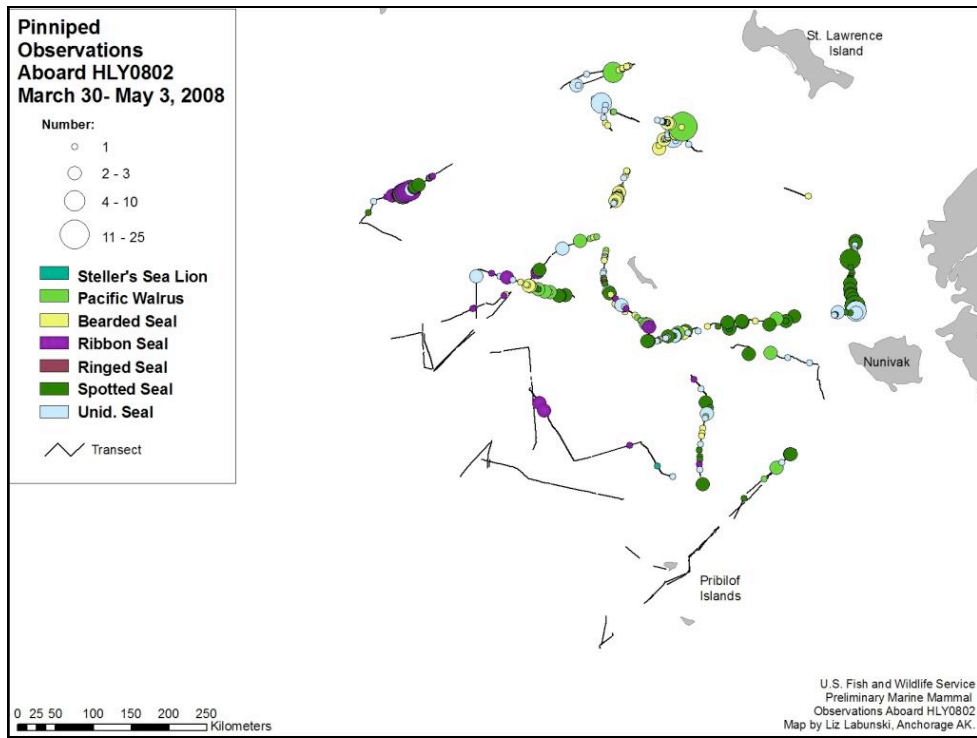 Pinniped
Observations
Aboard HLY0802
March 30- May 3, 2008
Number:
1
2 - 3
4 - 10
11 - 25
Steller's Sea Lion
Pacific Walrus
Bearded Seal
Ribbon Seal
Ringed Seal
Spotted Seal
Unid. Seal
Transect
St. Lawrence
Island
Nunivak
Pribilof
Islands
0 25 50 100 150 200 250
Kilometers
U.S. Fish and Wildlife Service
Preliminary Marine Mammal
Observations Aboard HLY0802
Map by Liz Labunski, Anchorage AK.